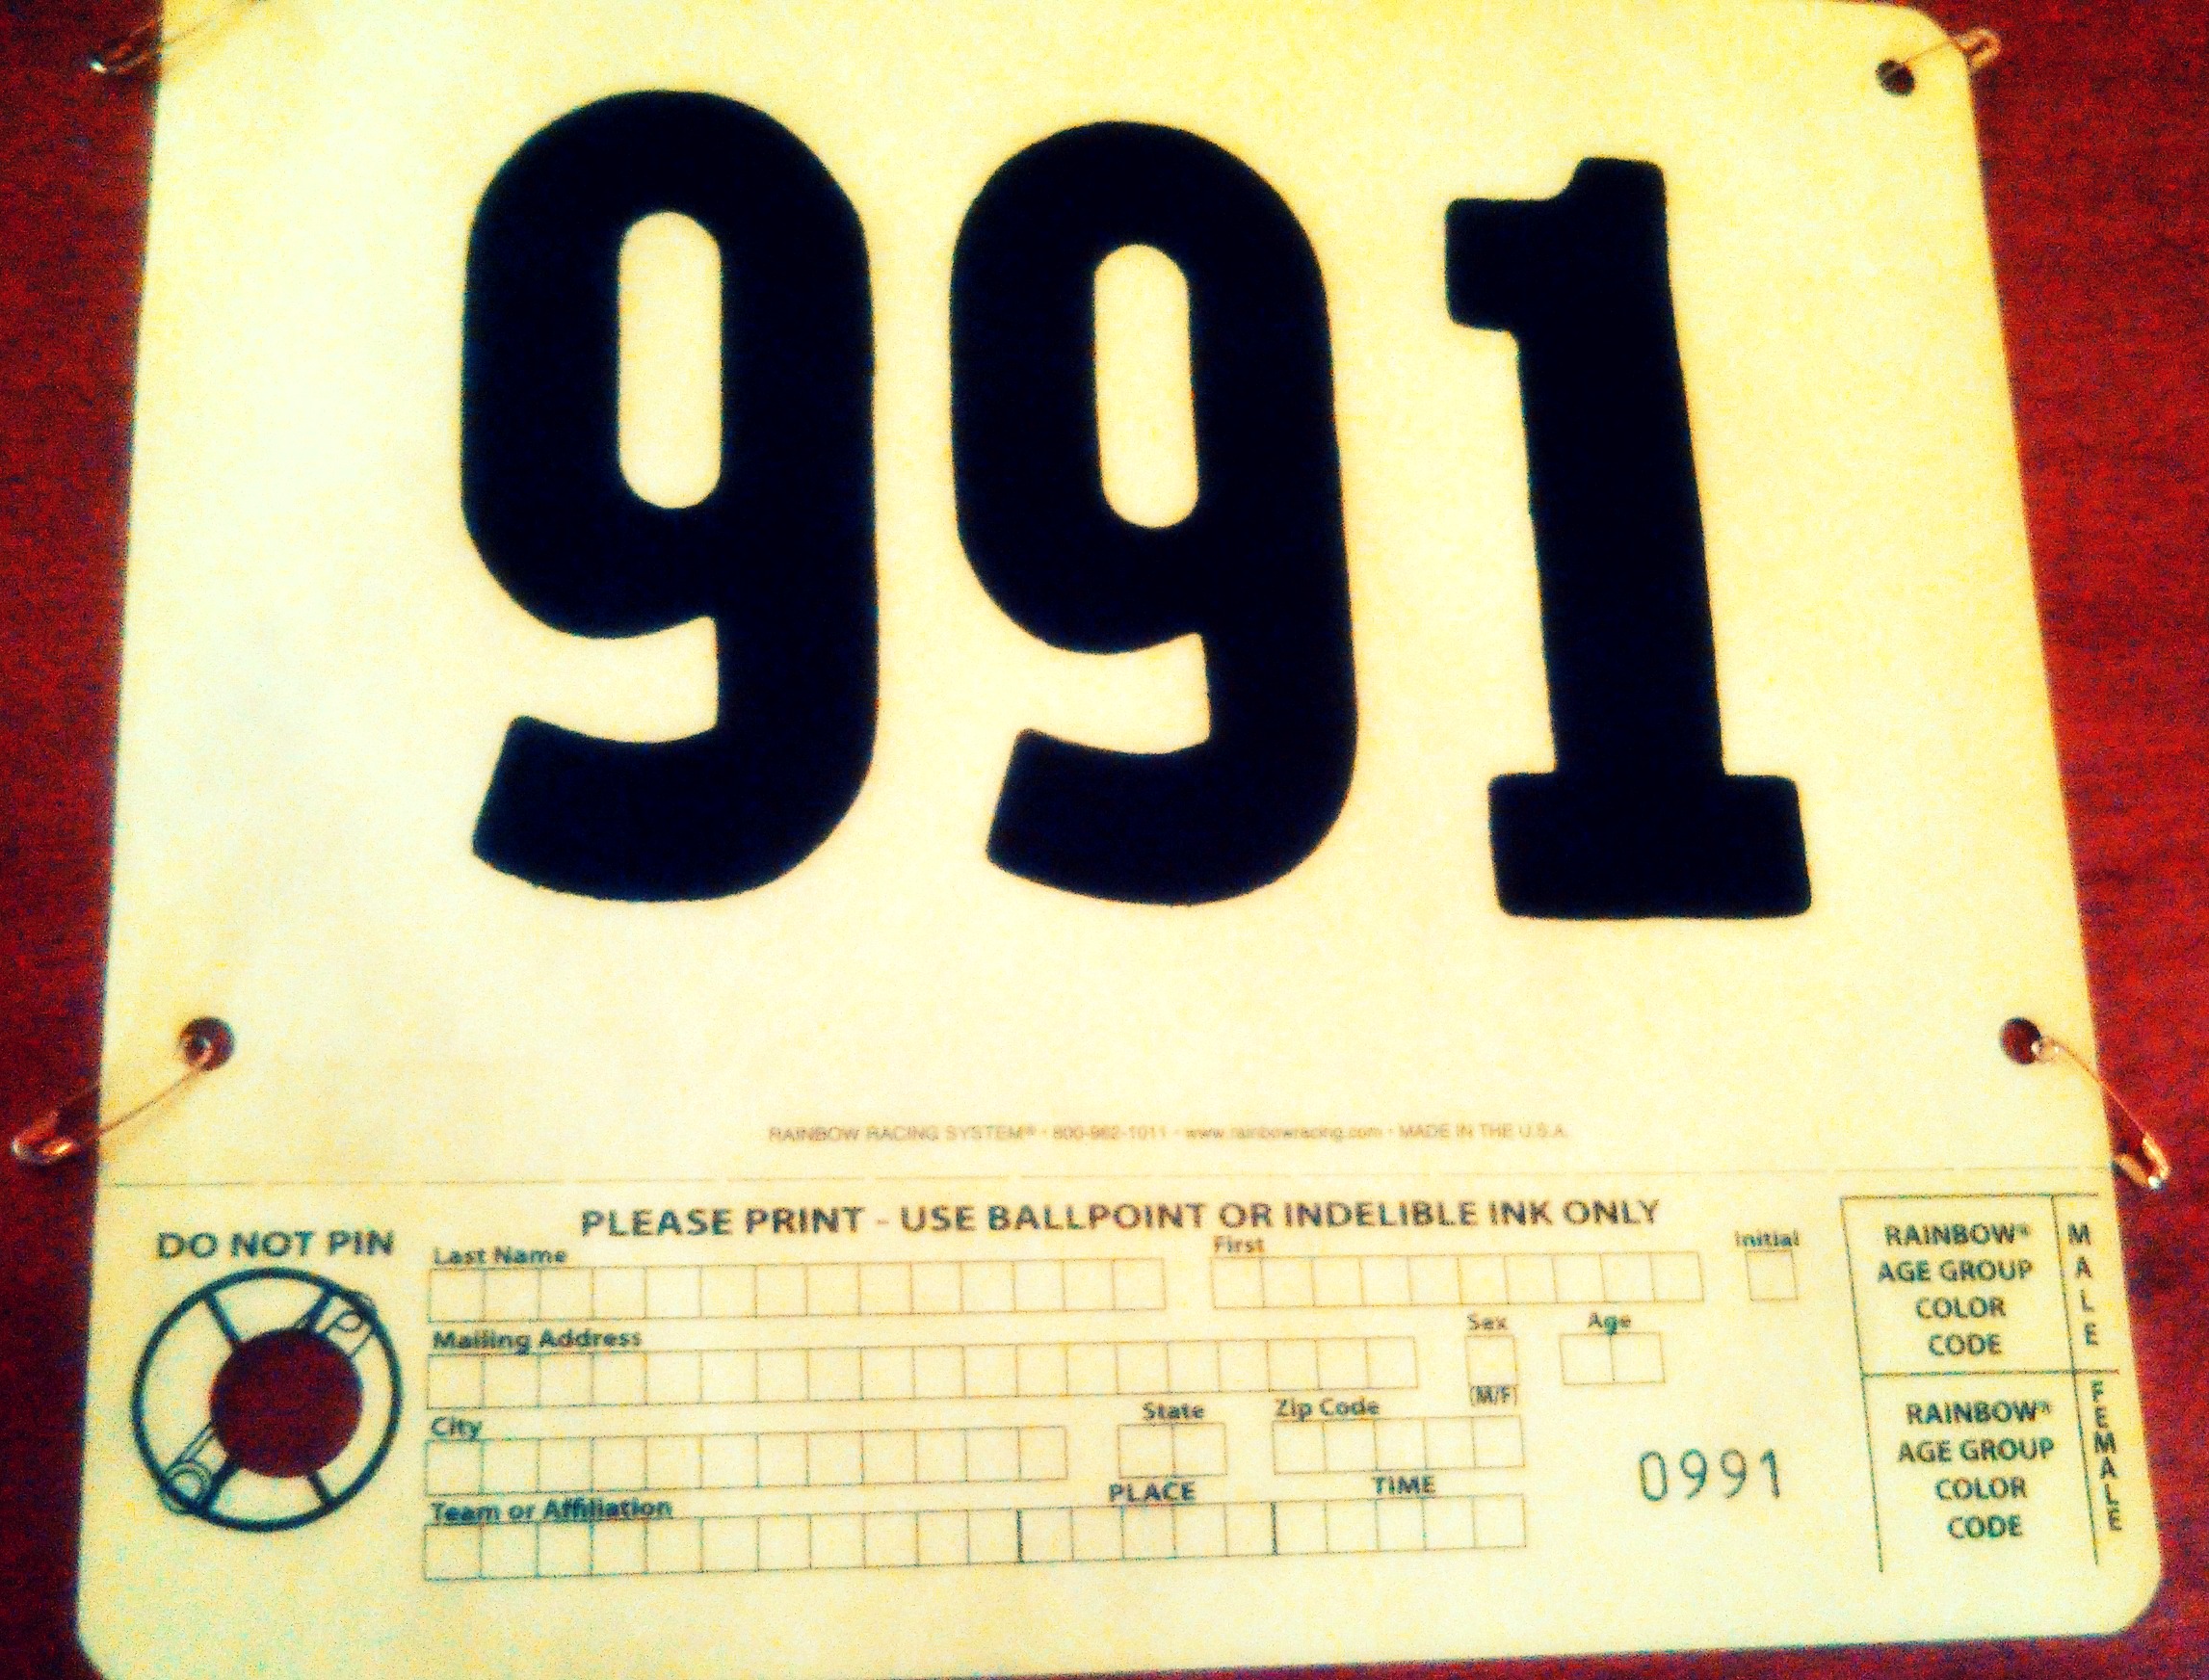 991
RAINBOW RACING SYSTEM® • 800-962-1011 • www.rainbowracing.com • MADE IN THE U.S.A.
PLEASE PRINT - USE BALLPOINT OR INDELIBLE INK ONLY
DO NOT PIN
Last Name First Initial
Mailing Address Sex Age
(M/F)
City State Zip Code
0991
Team or Affiliation PLACE TIME
RAINBOW®
AGE GROUP
COLOR
CODE
MALE
RAINBOW®
AGE GROUP
COLOR
CODE
FEMALE